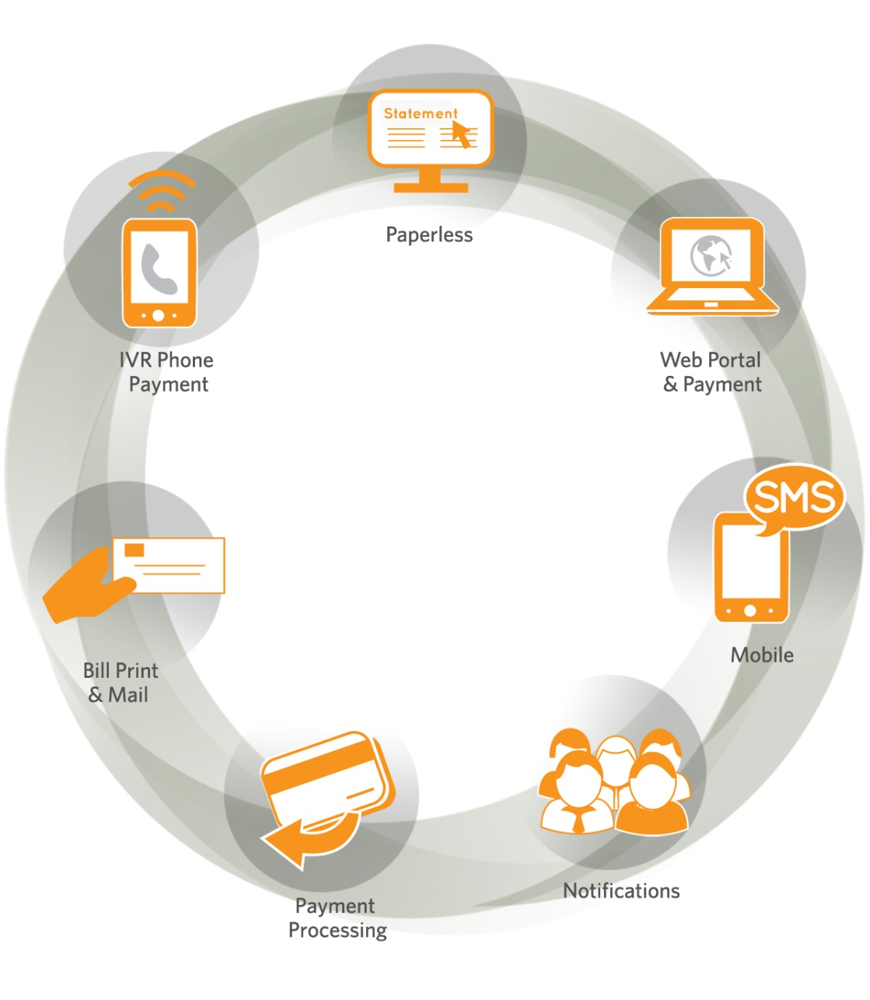 Statement
Paperless
Web Portal
& Payment
SMS
Mobile
Notifications
Payment
Processing
Bill Print
& Mail
IVR Phone
Payment